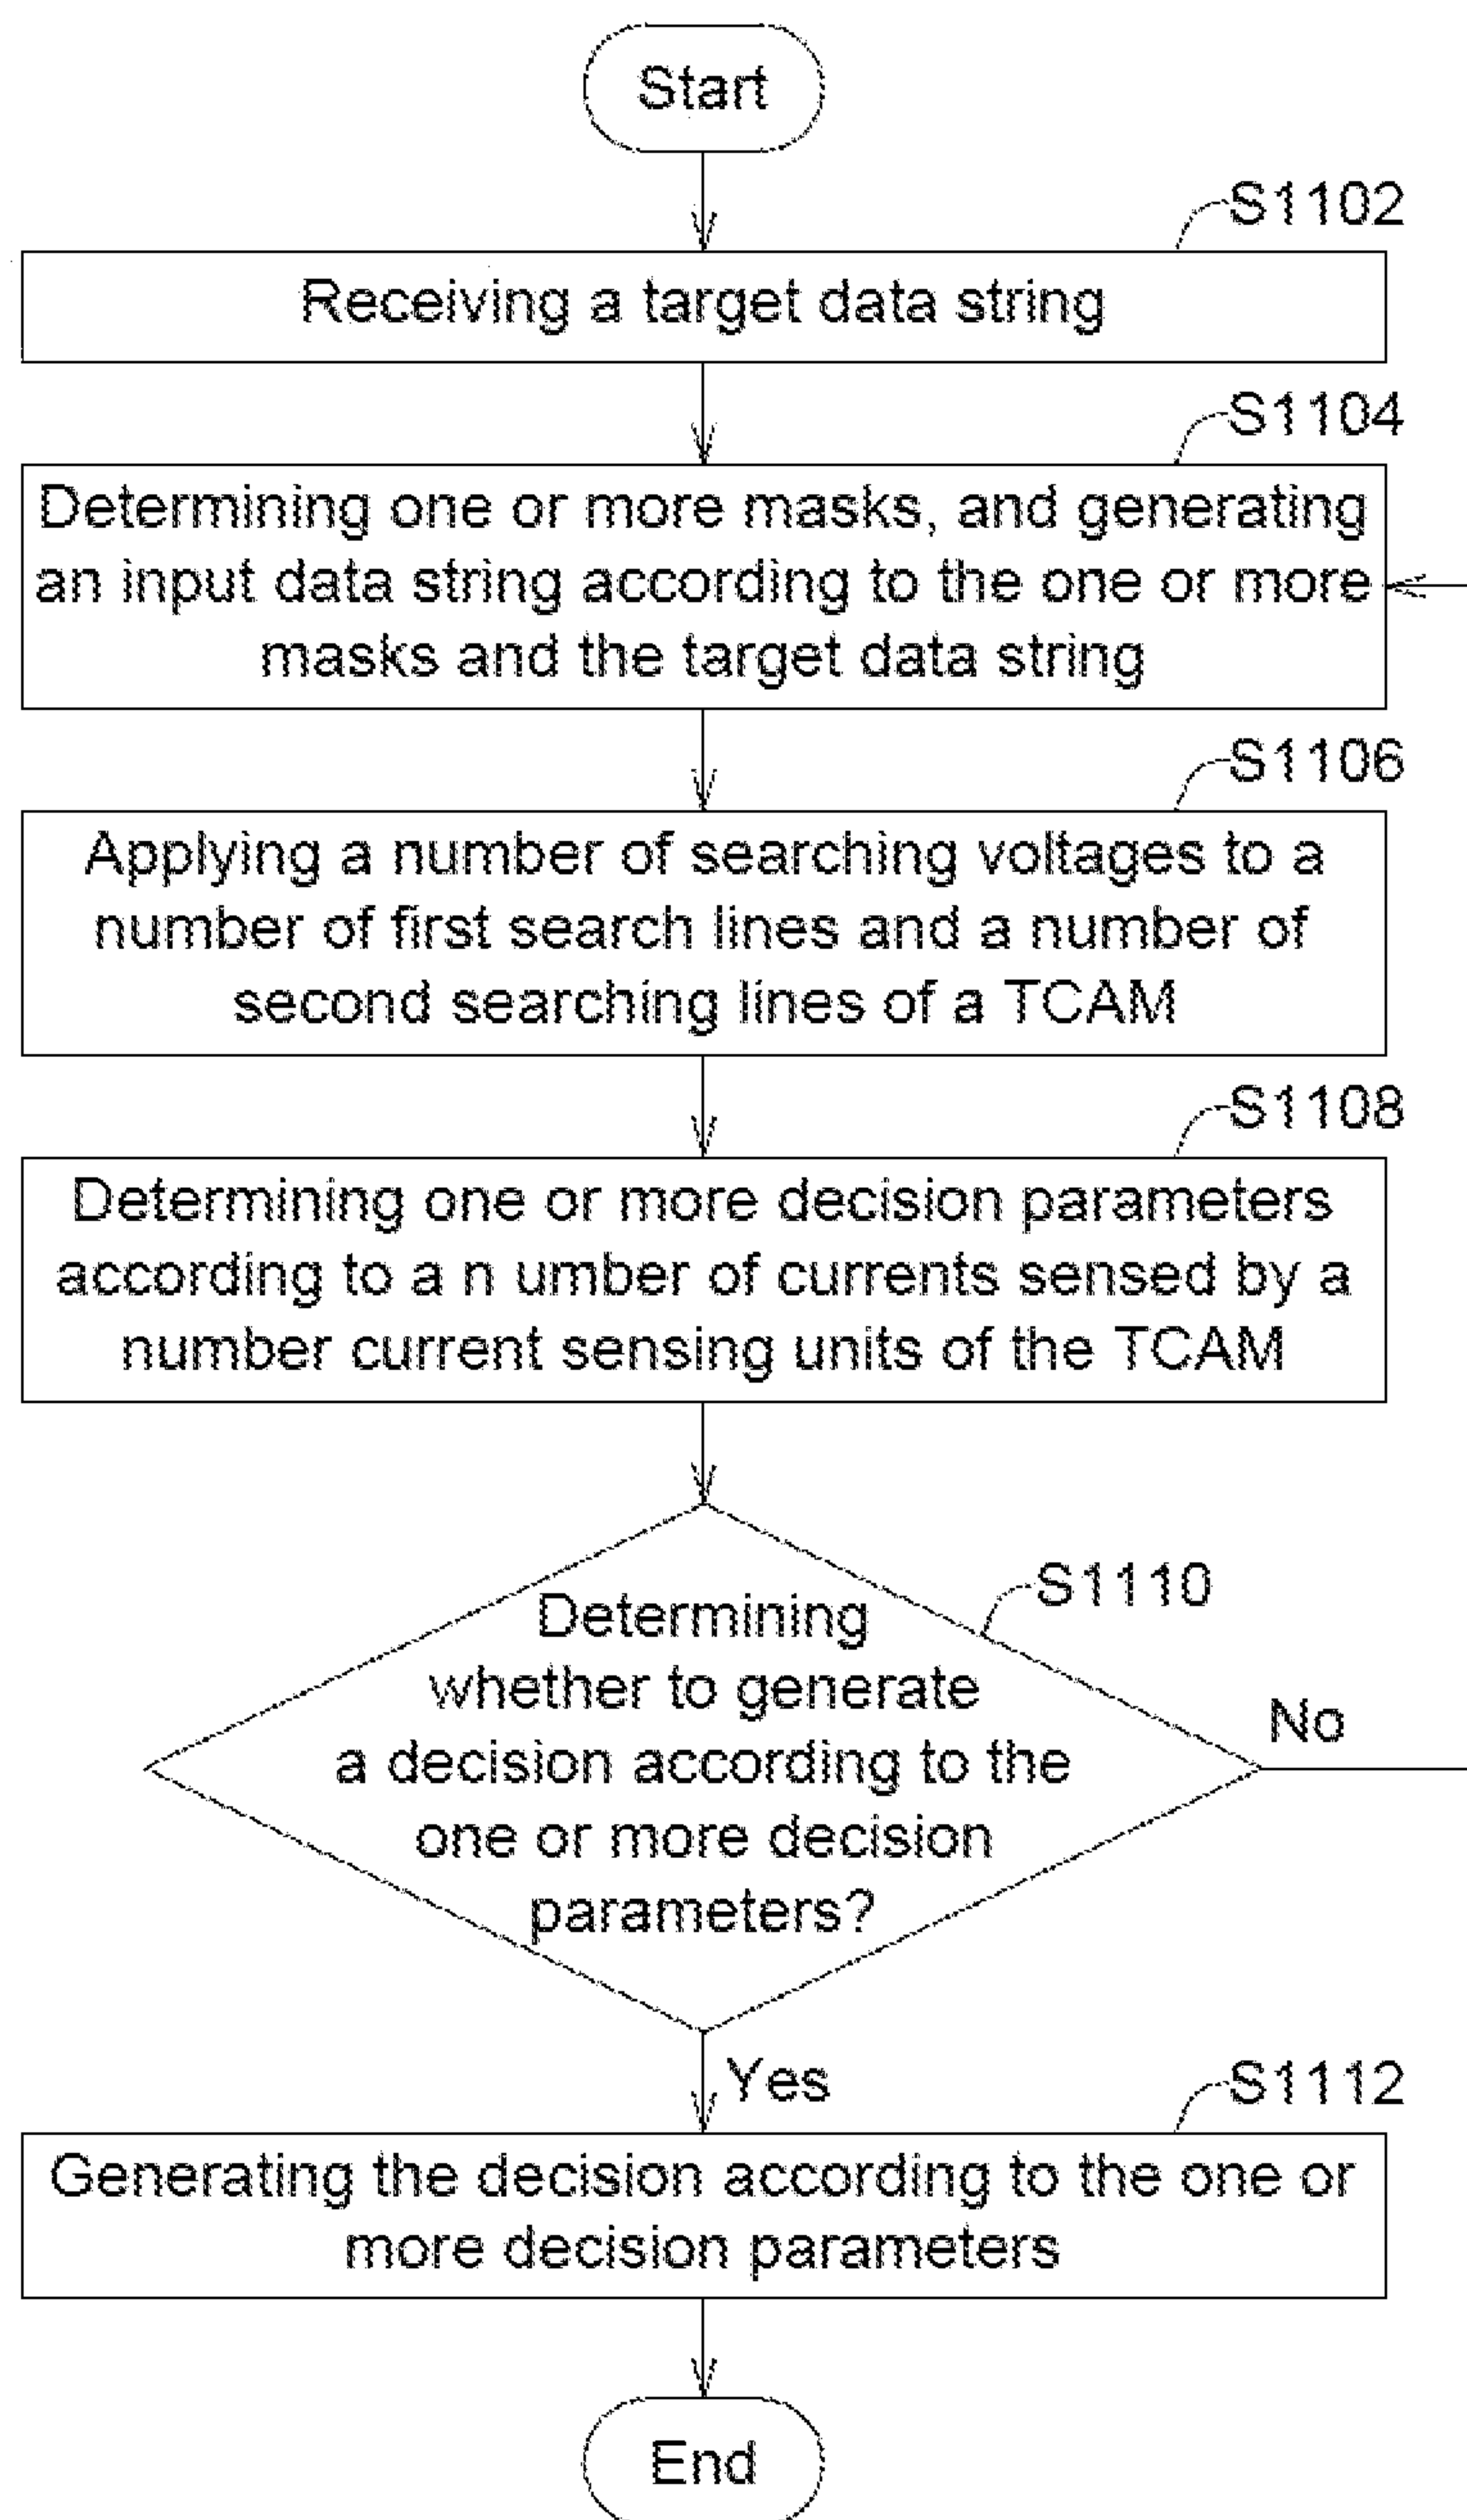 Start
S1102
Receiving a target data string
S1104
Determining one or more masks, and generating
an input data string according to the one or more
masks and the target data string
S1106
Applying a number of searching voltages to a
number of first search lines and a number of
second searching lines of a TCAM
S1108
Determining one or more decision parameters
according to a n umber of currents sensed by a
number current sensing units of the TCAM
S1110
Determining
whether to generate
a decision according to the
one or more decision
parameters?
No
Yes
S1112
Generating the decision according to the one or
more decision parameters
End